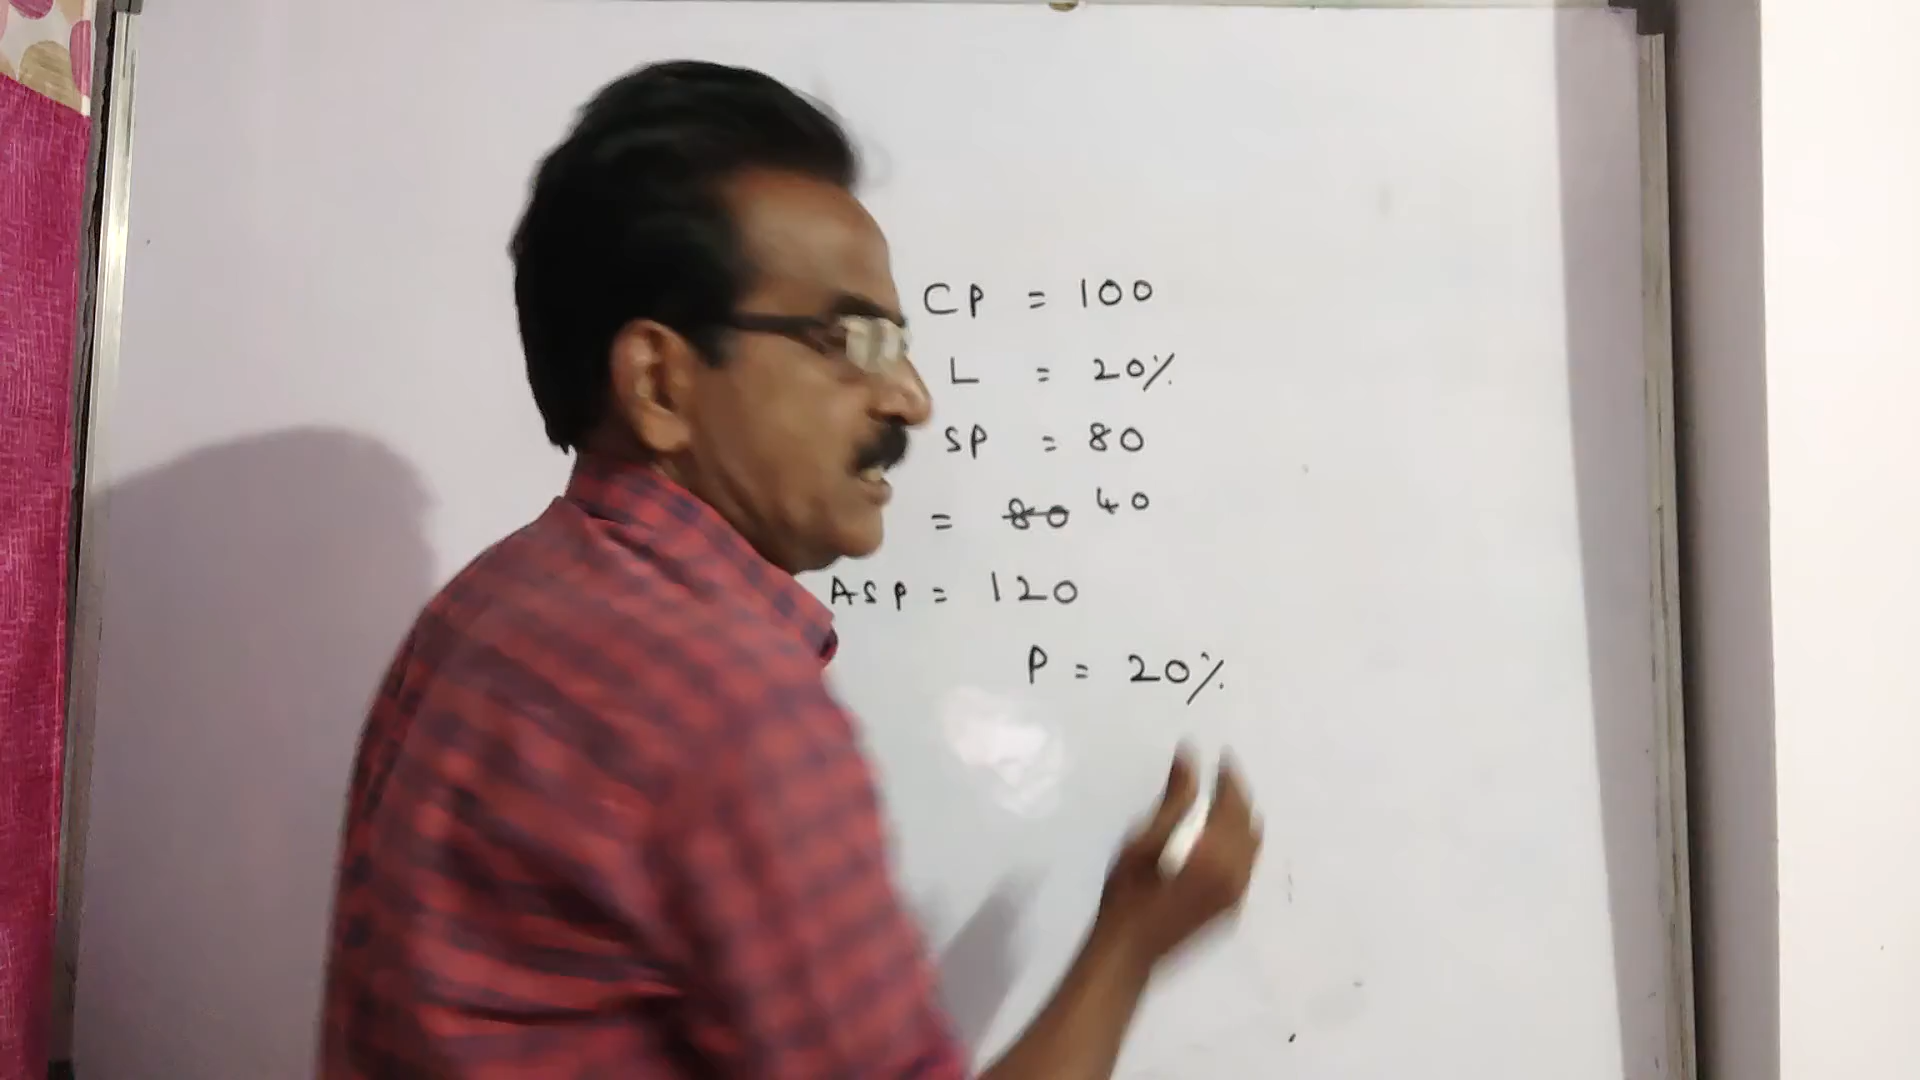 CP = 100
L = 20%
SP = 80
= 80 40
ASP = 120
P = 20%